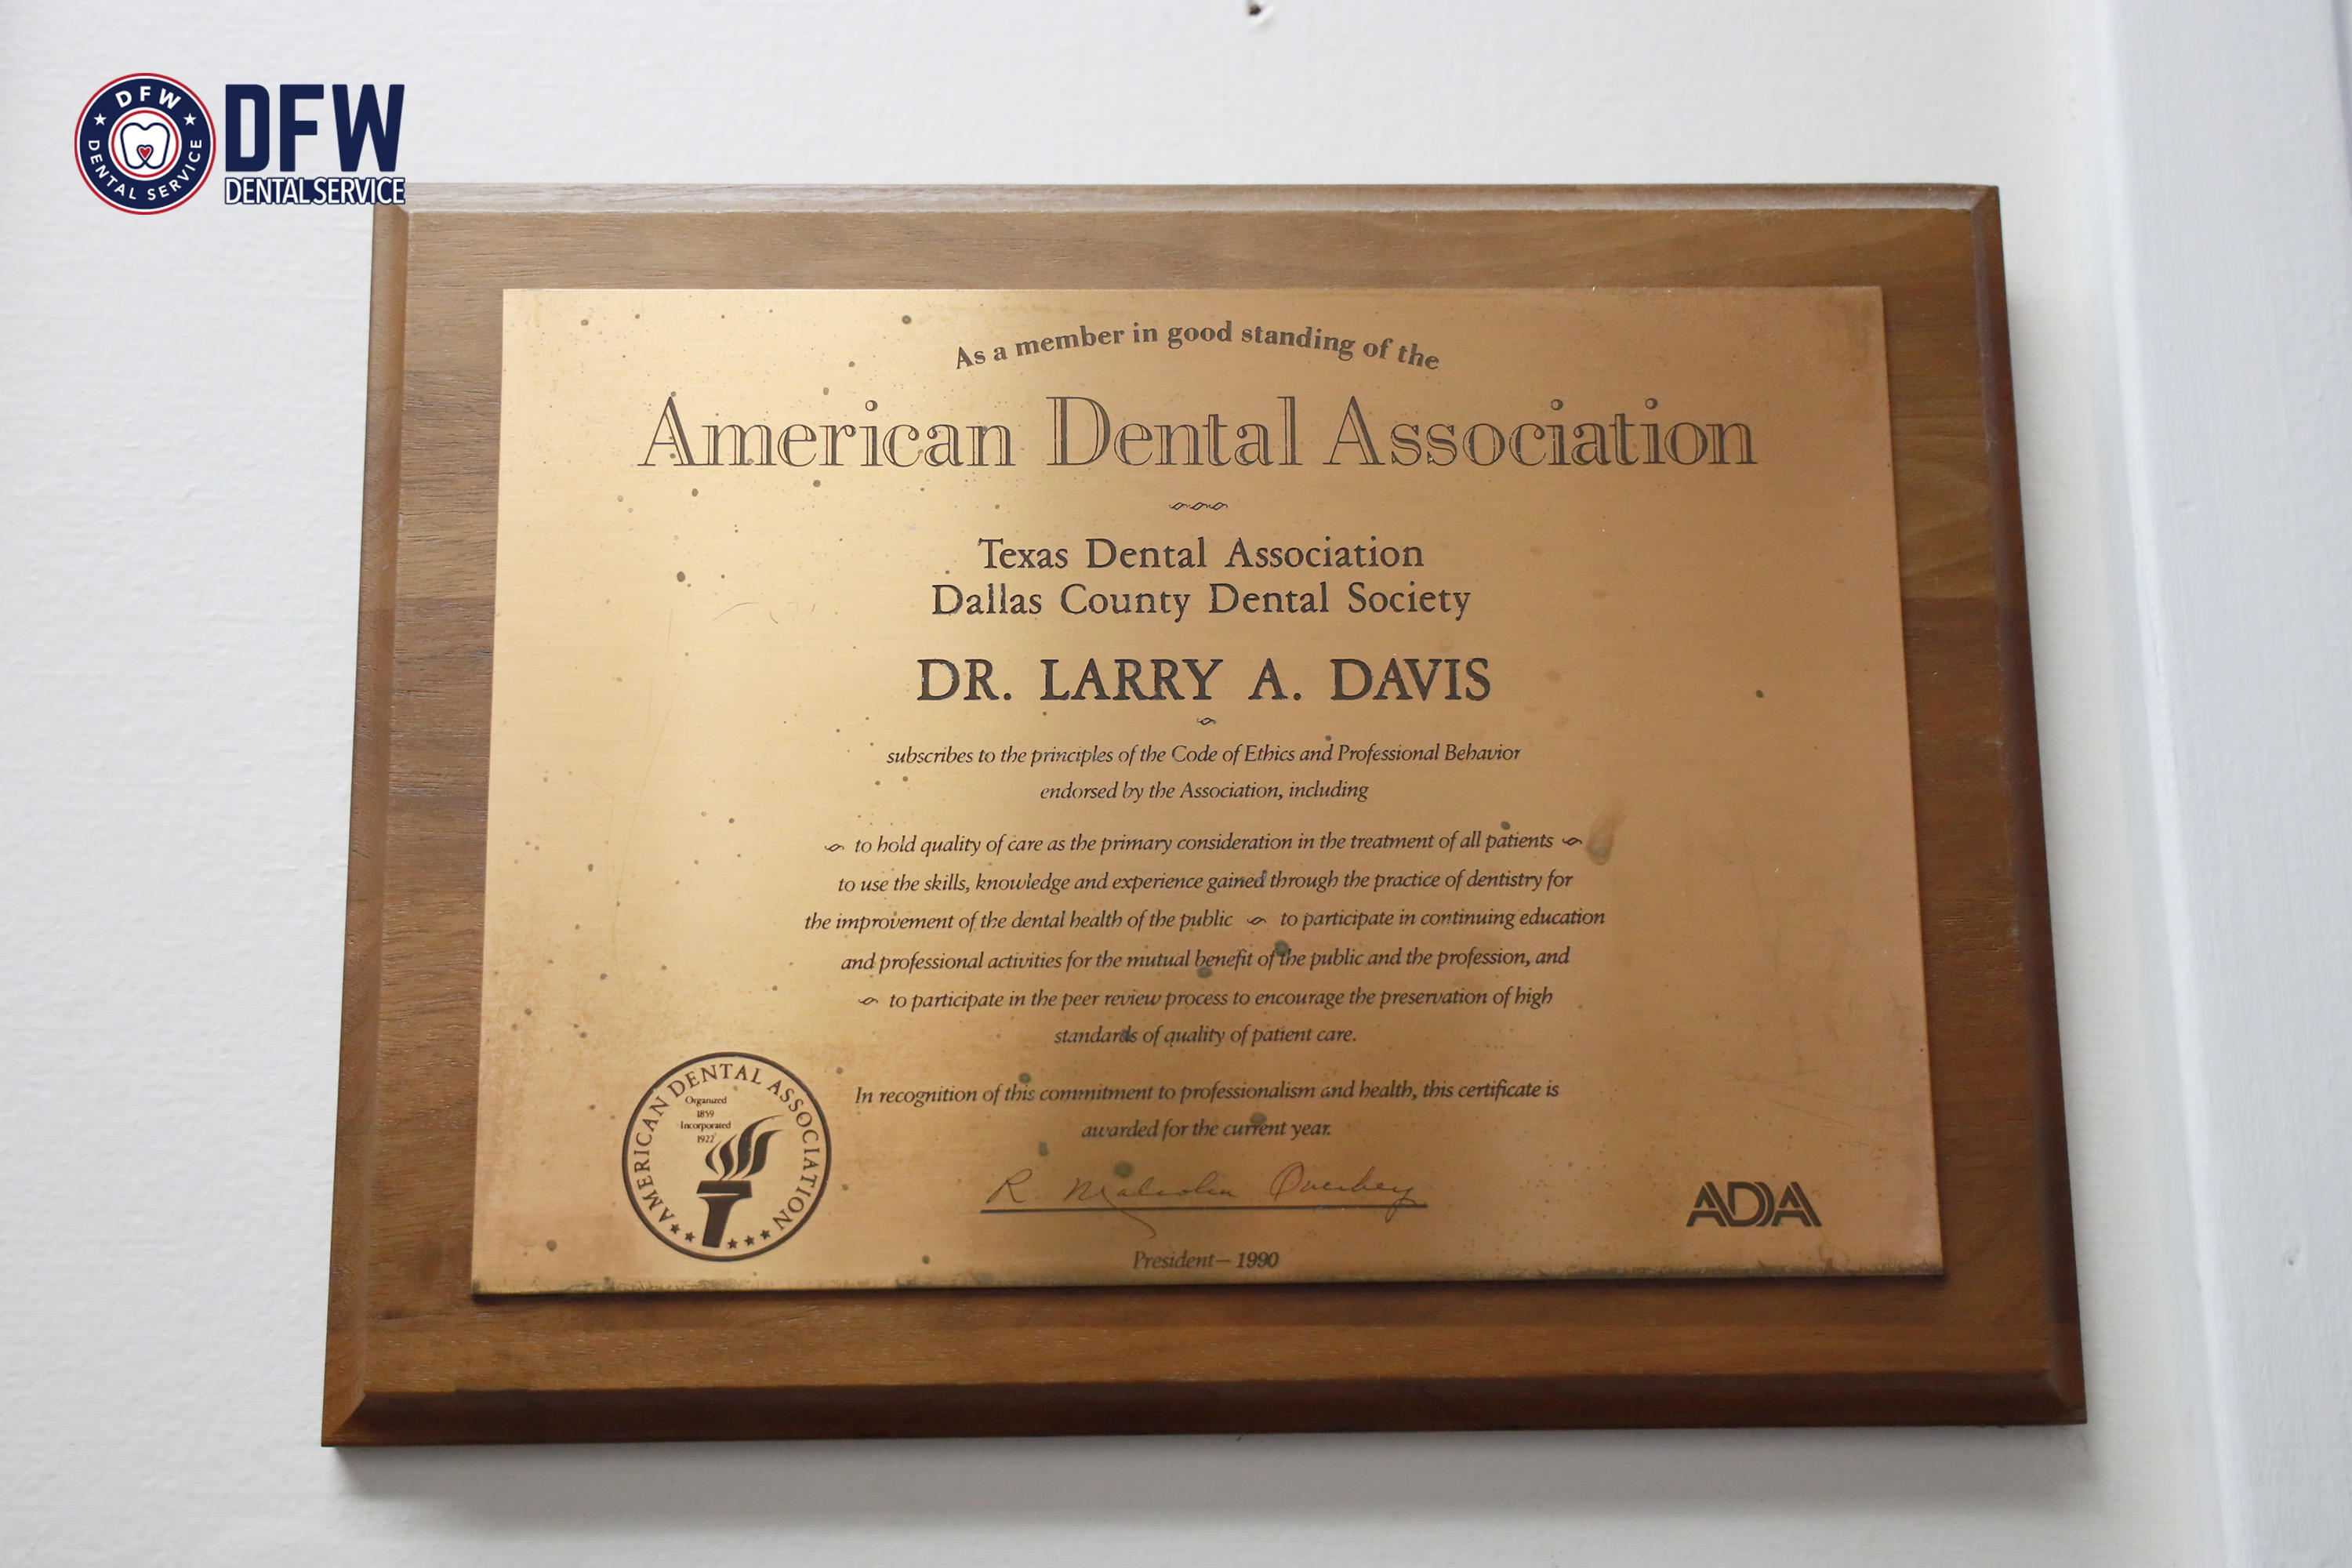 DFW
DENTAL SERVICE
DFW
DENTAL SERVICE
As a member in good standing of the
American Dental Association
Texas Dental Association
Dallas County Dental Society
DR. LARRY A. DAVIS
subscribes to the principles of the Code of Ethics and Professional Behavior
endorsed by the Association, including
to hold quality of care as the primary consideration in the treatment of all patients
to use the skills, knowledge and experience gained through the practice of dentistry for
the improvement of the dental health of the public to participate in continuing education
and professional activities for the mutual benefit of the public and the profession, and
to participate in the peer review process to encourage the preservation of high
standards of quality of patient care.
In recognition of this commitment to professionalism and health, this certificate is
awarded for the current year.
R. Malcolm Overbey
President — 1990
AMERICAN DENTAL ASSOCIATION
Organized
1859
Incorporated
1922
ADA